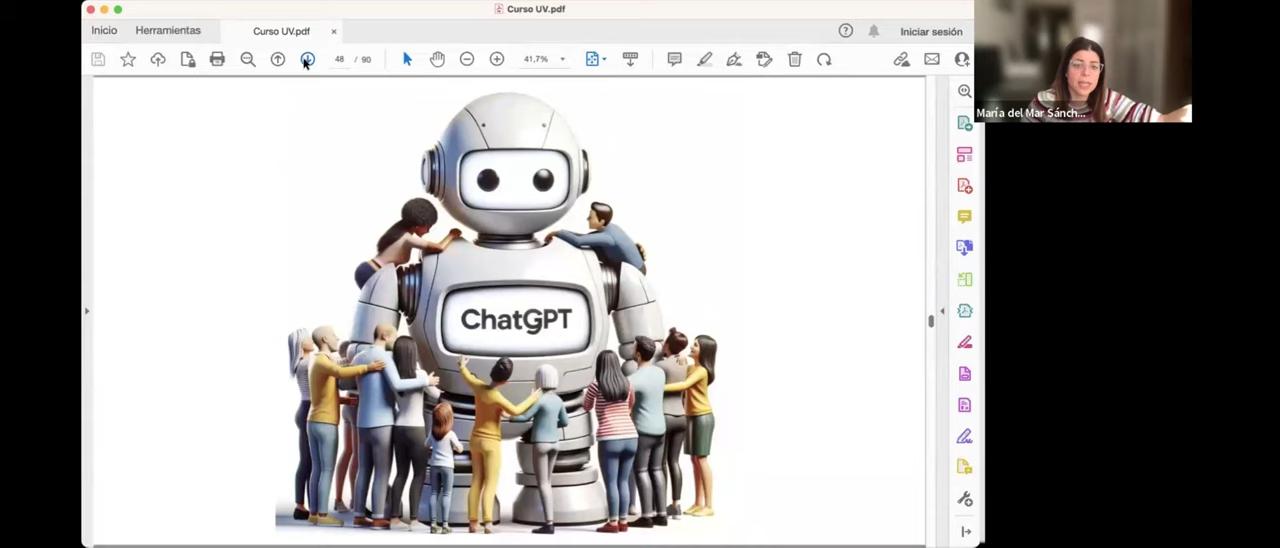 Curso UV.pdf
Inicio
Herramientas
Curso UV.pdf
Iniciar sesión
48 / 90
41,7%
María del Mar Sánch...
ChatGPT